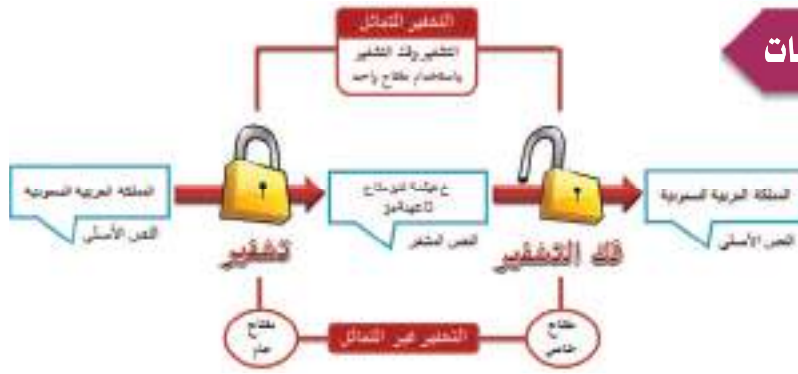 التشفير المتماثل
التشفير وفك التشفير
باستخدام مفتاح واحد
ات
المملكة العربية السعودية
المملكة العربية السعودية
النص الأصلي
تشفير
النص المشفر
فك التشفير
النص الأصلي
مفتاح
عام
التشفير غير المتماثل
مفتاح
خاص